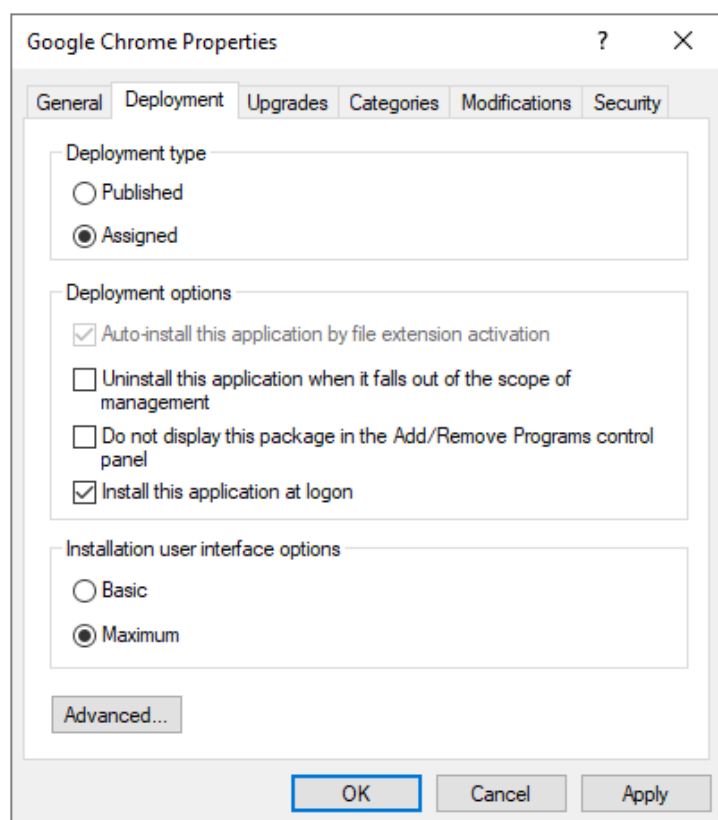 Google Chrome Properties
?
General Deployment Upgrades Categories Modifications Security
Deployment type
Published
Assigned
Deployment options
Auto-install this application by file extension activation
Uninstall this application when it falls out of the scope of
management
Do not display this package in the Add/Remove Programs control
panel
Install this application at logon
Installation user interface options
Basic
Maximum
Advanced...
OK Cancel Apply